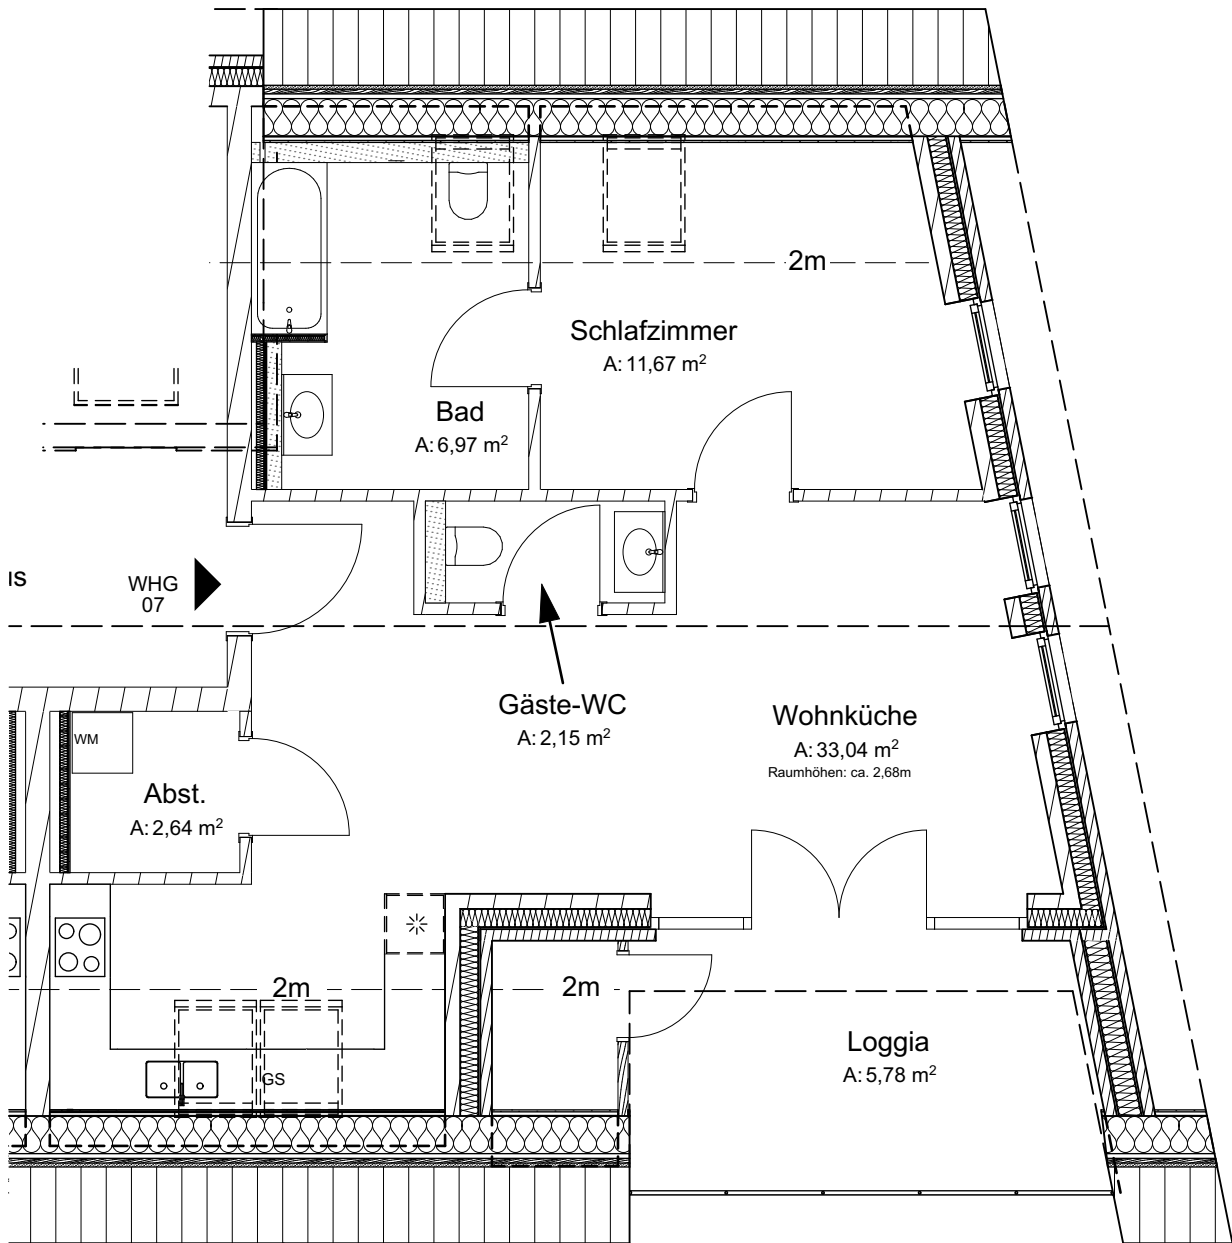 2m
Schlafzimmer
A: 11,67 m²
Bad
A: 6,97 m²
WHG
07
Gäste-WC
A: 2,15 m²
Wohnküche
A: 33,04 m²
Raumhöhen: ca. 2,68m
WM
Abst.
A: 2,64 m²
2m
2m
Loggia
A: 5,78 m²
GS